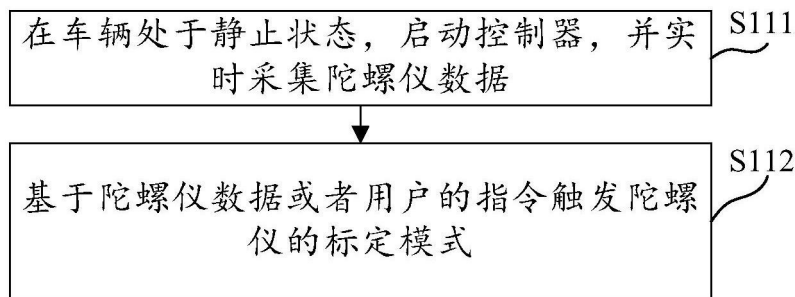 在车辆处于静止状态，启动控制器，并实
时采集陀螺仪数据
S111
基于陀螺仪数据或者用户的指令触发陀螺
仪的标定模式
S112